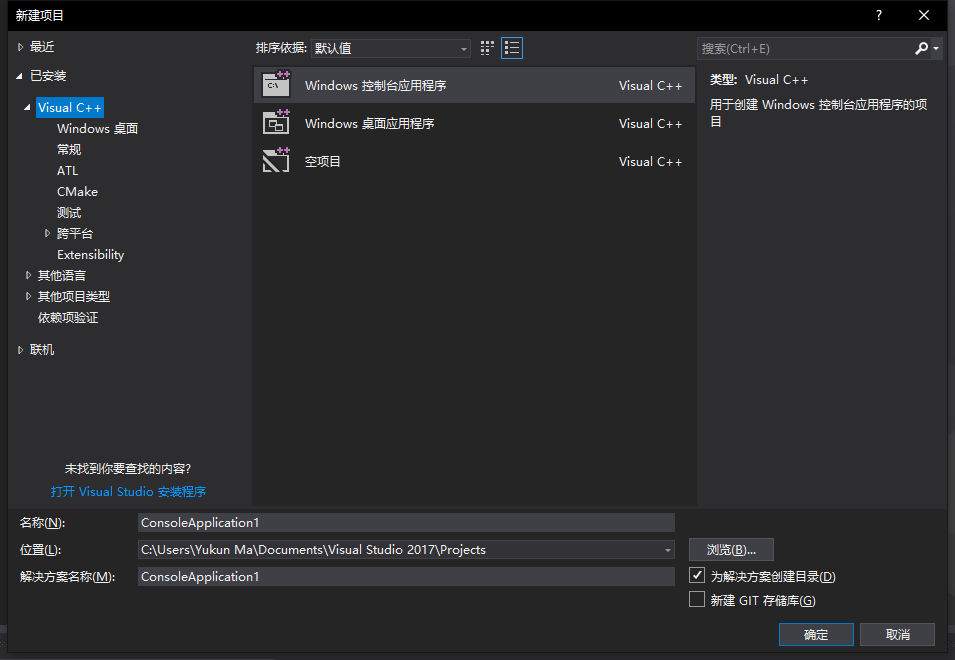 新建项目
?
最近
已安装
Visual C++
Windows 桌面
常规
ATL
CMake
测试
跨平台
Extensibility
其他语言
其他项目类型
依赖项验证
联机
未找到你要查找的内容?
打开 Visual Studio 安装程序
排序依据: 默认值
Windows 控制台应用程序 Visual C++
Windows 桌面应用程序 Visual C++
空项目 Visual C++
搜索(Ctrl+E)
类型: Visual C++
用于创建 Windows 控制台应用程序的项
目
名称(N): ConsoleApplication1
位置(L): C:\Users\Yukun Ma\Documents\Visual Studio 2017\Projects 浏览(B)...
解决方案名称(M): ConsoleApplication1 为解决方案创建目录(D)
新建 GIT 存储库(G)
确定 取消